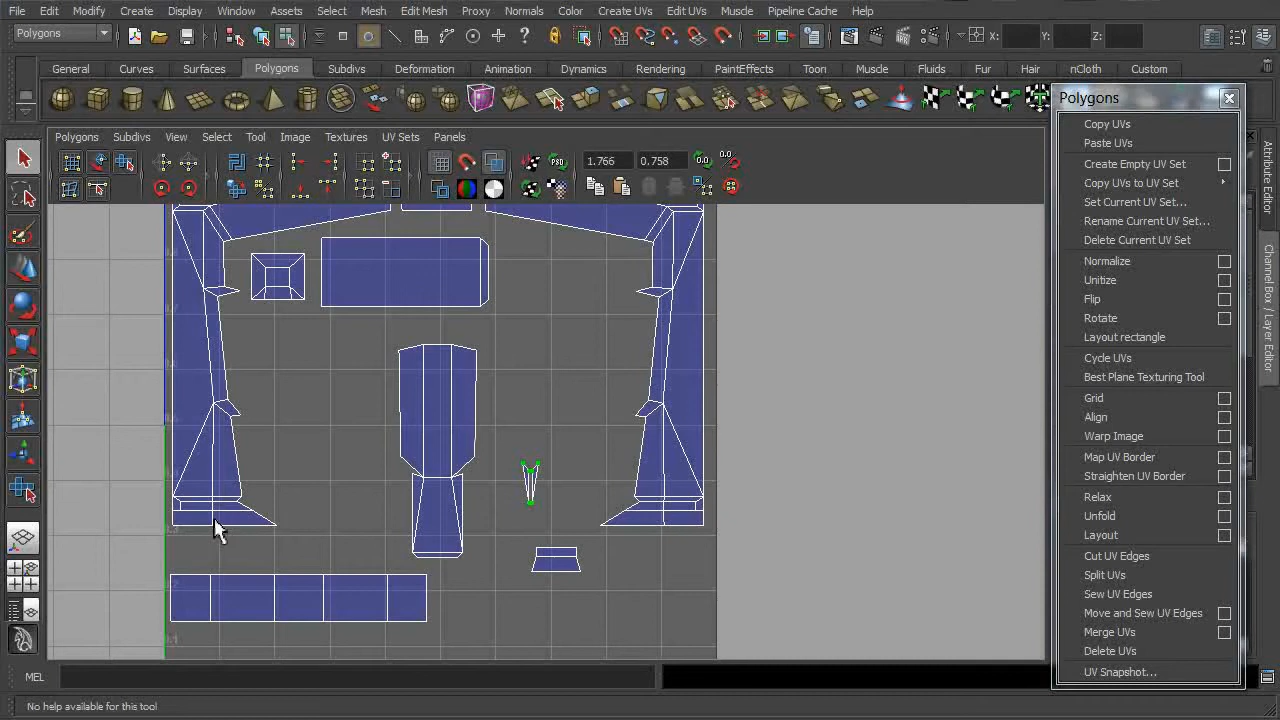 File Edit Modify Create Display Window Assets Select Mesh Edit Mesh Proxy Normals Color Create UVs Edit UVs Muscle Pipeline Cache Help
Polygons X: Y: Z:
General Curves Surfaces Polygons Subdivs Deformation Animation Dynamics Rendering PaintEffects Toon Muscle Fluids Fur Hair nCloth Custom
Polygons Subdivs View Select Tool Image Textures UV Sets Panels
1.766 0.758
Polygons
Copy UVs
Paste UVs
Create Empty UV Set
Copy UVs to UV Set
Set Current UV Set...
Rename Current UV Set...
Delete Current UV Set
Normalize
Unitize
Flip
Rotate
Layout rectangle
Cycle UVs
Best Plane Texturing Tool
Grid
Align
Warp Image
Map UV Border
Straighten UV Border
Relax
Unfold
Layout
Cut UV Edges
Split UVs
Sew UV Edges
Move and Sew UV Edges
Merge UVs
Delete UVs
UV Snapshot...
Attribute Editor
Channel Box / Layer Editor
MEL
No help available for this tool